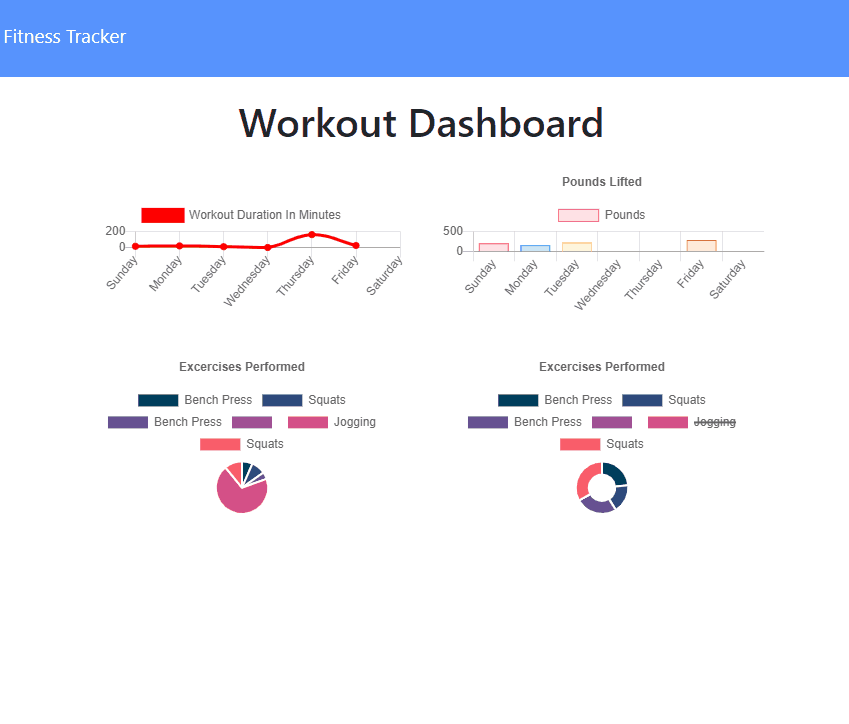 Fitness Tracker
Workout Dashboard
Workout Duration In Minutes
200
0
Sunday Monday Tuesday Wednesday Thursday Friday Saturday
Pounds Lifted
Pounds
500
0
Sunday Monday Tuesday Wednesday Thursday Friday Saturday
Excercises Performed
Bench Press Squats
Bench Press Jogging
Squats
Excercises Performed
Bench Press Squats
Bench Press Jogging
Squats